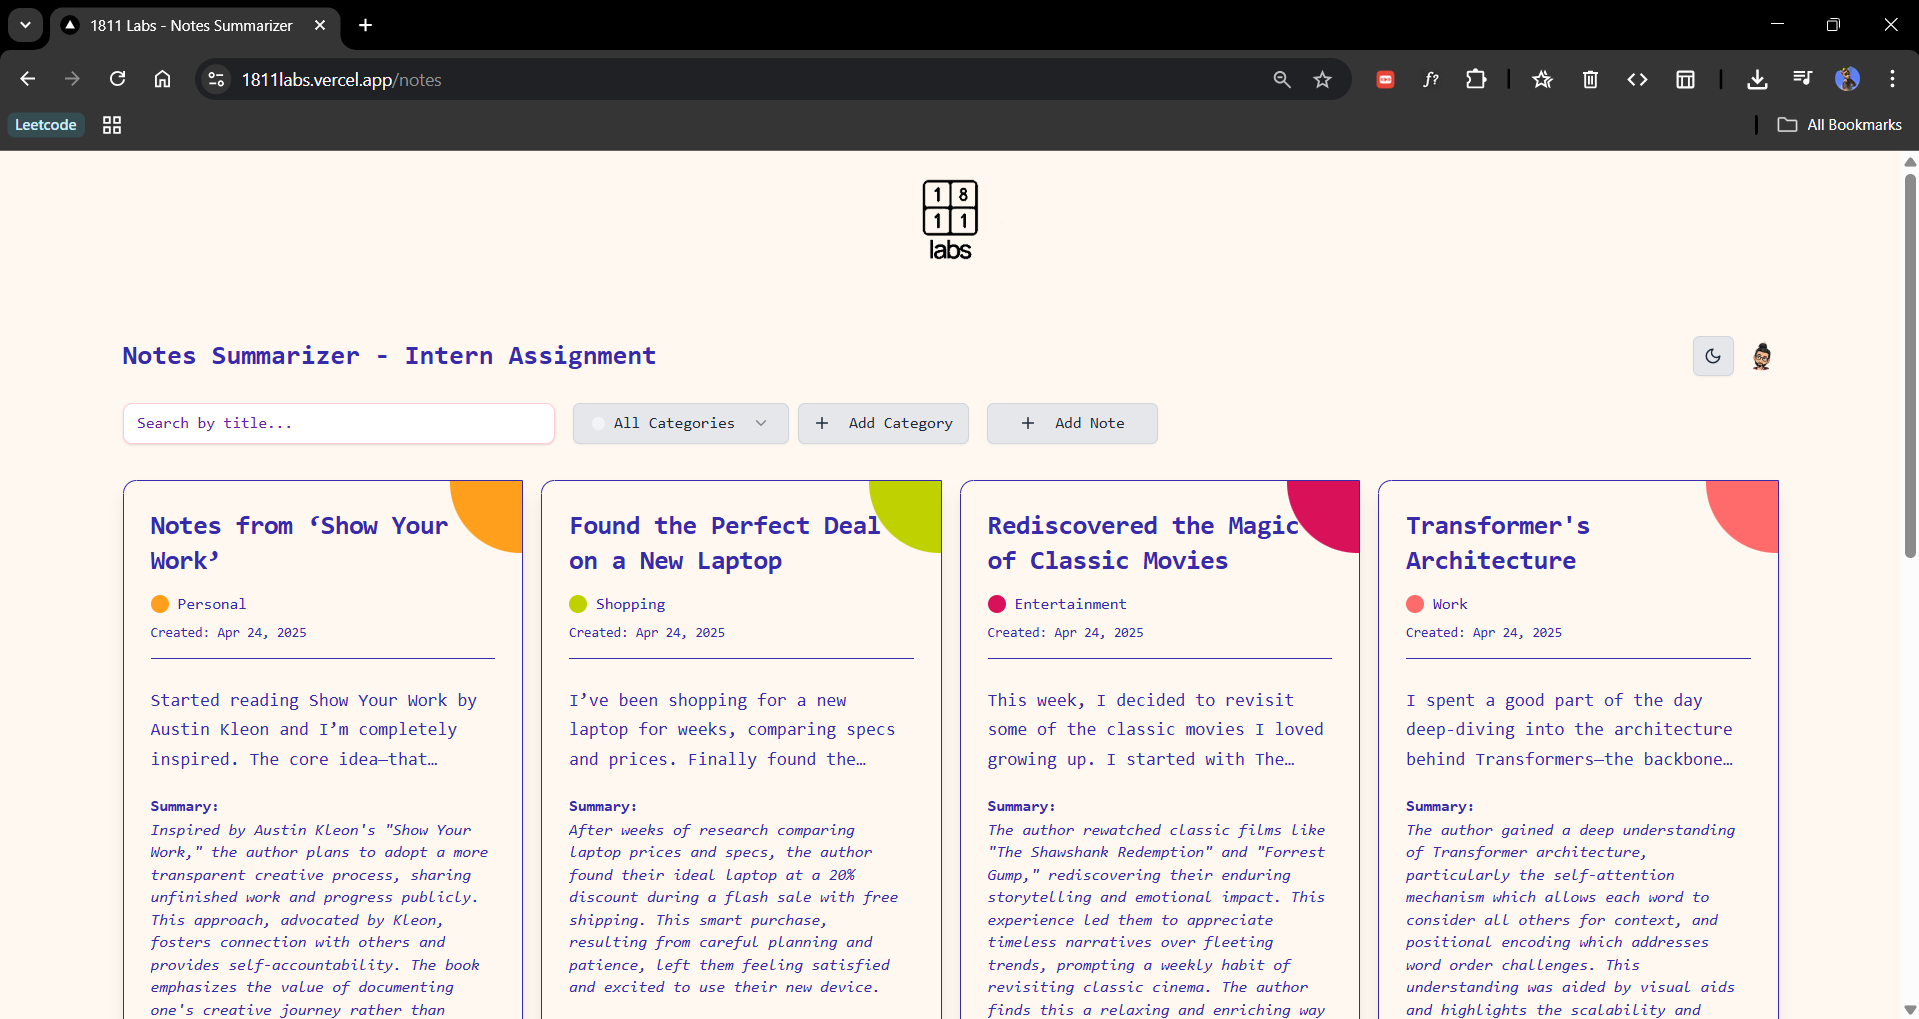 1811 Labs - Notes Summarizer
1811labs.vercel.app/notes
f?
Leetcode
All Bookmarks
1 8
1 1
labs
Notes Summarizer - Intern Assignment
Search by title...
All Categories
+ Add Category
+ Add Note
Notes from ‘Show Your
Work’
Personal
Created: Apr 24, 2025
Started reading Show Your Work by
Austin Kleon and I’m completely
inspired. The core idea—that…
Summary:
Inspired by Austin Kleon's "Show Your
Work," the author plans to adopt a more
transparent creative process, sharing
unfinished work and progress publicly.
This approach, advocated by Kleon,
fosters connection with others and
provides self-accountability. The book
emphasizes the value of documenting
one's creative journey rather than
Found the Perfect Deal
on a New Laptop
Shopping
Created: Apr 24, 2025
I’ve been shopping for a new
laptop for weeks, comparing specs
and prices. Finally found the…
Summary:
After weeks of research comparing
laptop prices and specs, the author
found their ideal laptop at a 20%
discount during a flash sale with free
shipping. This smart purchase,
resulting from careful planning and
patience, left them feeling satisfied
and excited to use their new device.
Rediscovered the Magic
of Classic Movies
Entertainment
Created: Apr 24, 2025
This week, I decided to revisit
some of the classic movies I loved
growing up. I started with The…
Summary:
The author rewatched classic films like
"The Shawshank Redemption" and "Forrest
Gump," rediscovering their enduring
storytelling and emotional impact. This
experience led them to appreciate
timeless narratives over fleeting
trends, prompting a weekly habit of
revisiting classic cinema. The author
finds this a relaxing and enriching way
Transformer's
Architecture
Work
Created: Apr 24, 2025
I spent a good part of the day
deep-diving into the architecture
behind Transformers—the backbone…
Summary:
The author gained a deep understanding
of Transformer architecture,
particularly the self-attention
mechanism which allows each word to
consider all others for context, and
positional encoding which addresses
word order challenges. This
understanding was aided by visual aids
and highlights the scalability and